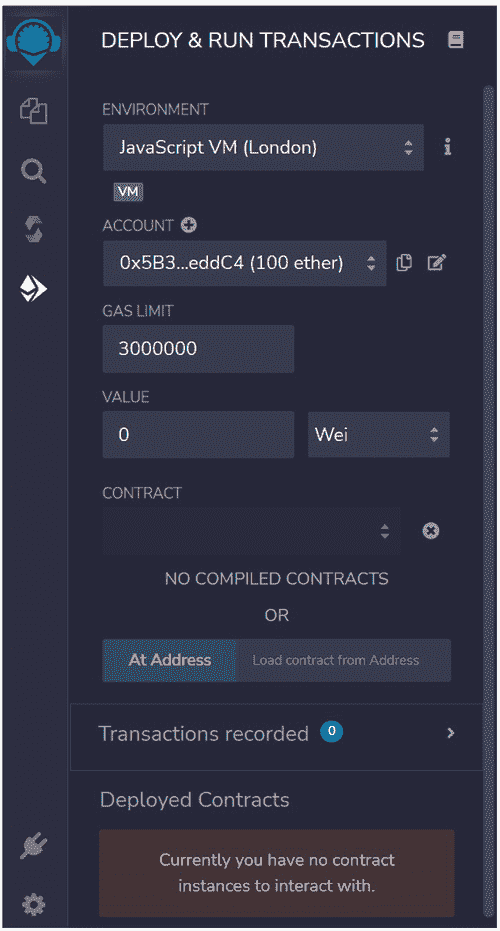 DEPLOY & RUN TRANSACTIONS
ENVIRONMENT
JavaScript VM (London)
VM
ACCOUNT
0x5B3...eddC4 (100 ether)
GAS LIMIT
3000000
VALUE
0 Wei
CONTRACT
NO COMPILED CONTRACTS
OR
At Address Load contract from Address
Transactions recorded 0
Deployed Contracts
Currently you have no contract
instances to interact with.